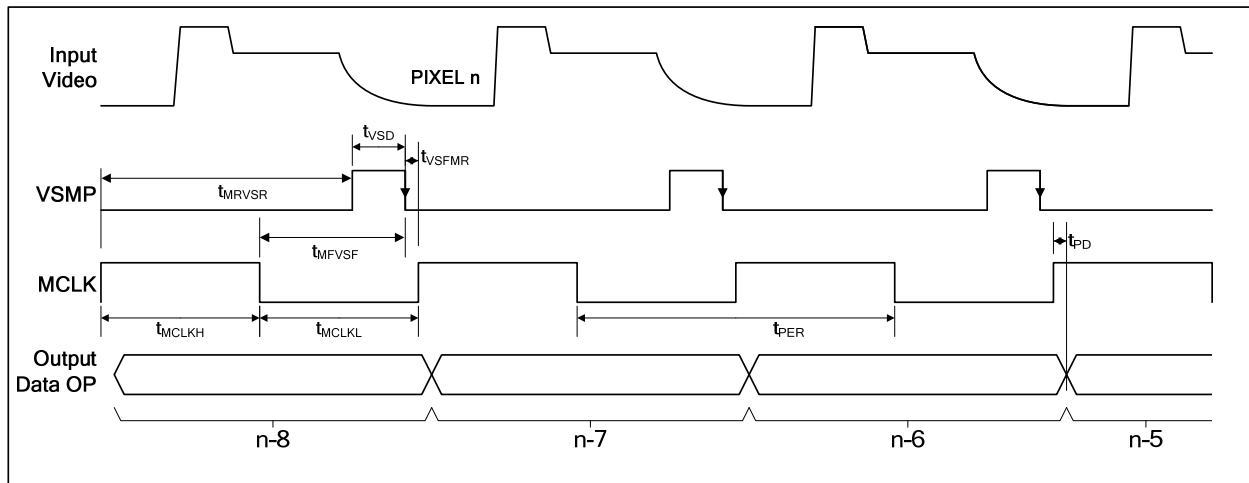 Input
Video
PIXEL n
tVSD
tVSFMR
VSMP
tMRVSR
tMFVSF
tPD
MCLK
tMCLKH
tMCLKL
tPER
Output
Data OP
n-8
n-7
n-6
n-5